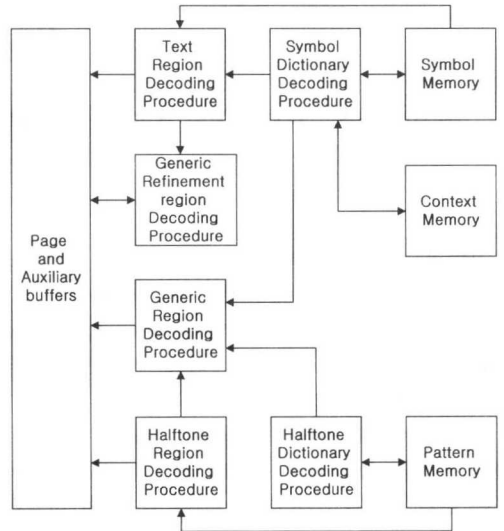 Text
Region
Decoding
Procedure
Symbol
Dictionary
Decoding
Procedure
Symbol
Memory
Generic
Refinement
region
Decoding
Procedure
Context
Memory
Page
and
Auxiliary
buffers
Generic
Region
Decoding
Procedure
Halftone
Region
Decoding
Procedure
Halftone
Dictionary
Decoding
Procedure
Pattern
Memory